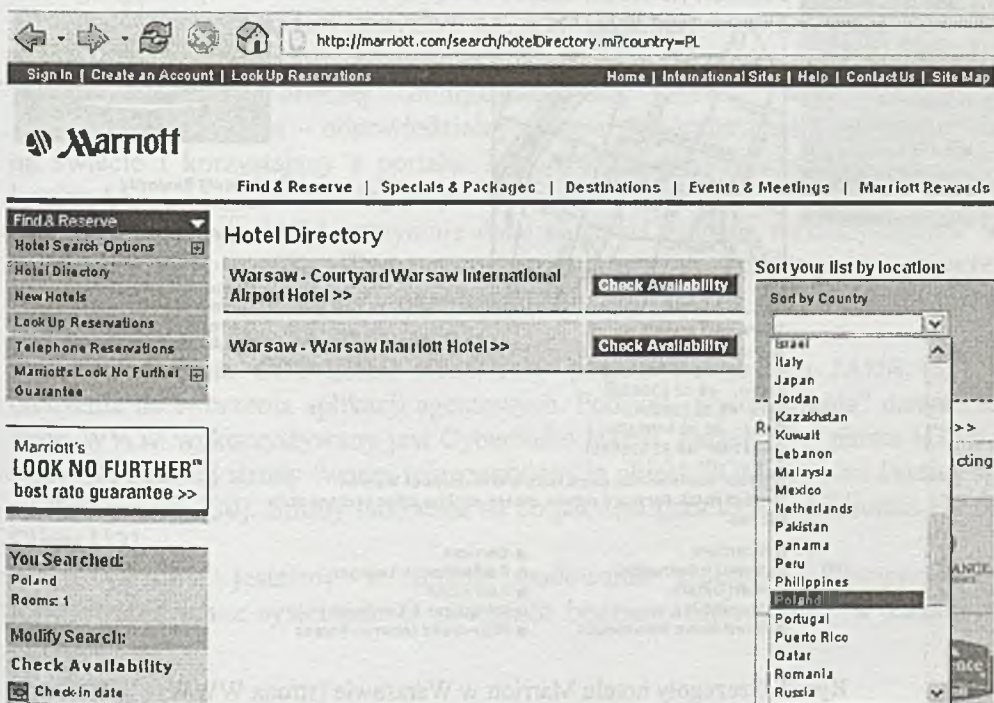 http://marriott.com/search/hotelDirectory.mi?country=PL
Sign In | Create an Account | Look Up Reservations
Home | International Sites | Help | Contact Us | Site Map
Marriott
Find & Reserve | Specials & Packages | Destinations | Events & Meetings | Marriott Rewards
Find & Reserve
Hotel Search Options
Hotel Directory
New Hotels
Look Up Reservations
Telephone Reservations
Marriott's Look No Further
Guarantee
Marriott's
LOOK NO FURTHER™
best rate guarantee >>
You Searched:
Poland
Rooms: 1
Modify Search:
Check Availability
Check-in date
Hotel Directory
Warsaw - Courtyard Warsaw International
Airport Hotel >>
Check Availability
Warsaw - Warsaw Marriott Hotel >>
Check Availability
Sort your list by location:
Sort by Country
Israel
Italy
Japan
Jordan
Kazakhstan
Kuwait
Lebanon
Malaysia
Mexico
Netherlands
Pakistan
Panama
Peru
Philippines
Poland
Portugal
Puerto Rico
Qatar
Romania
Russia
>>
cting